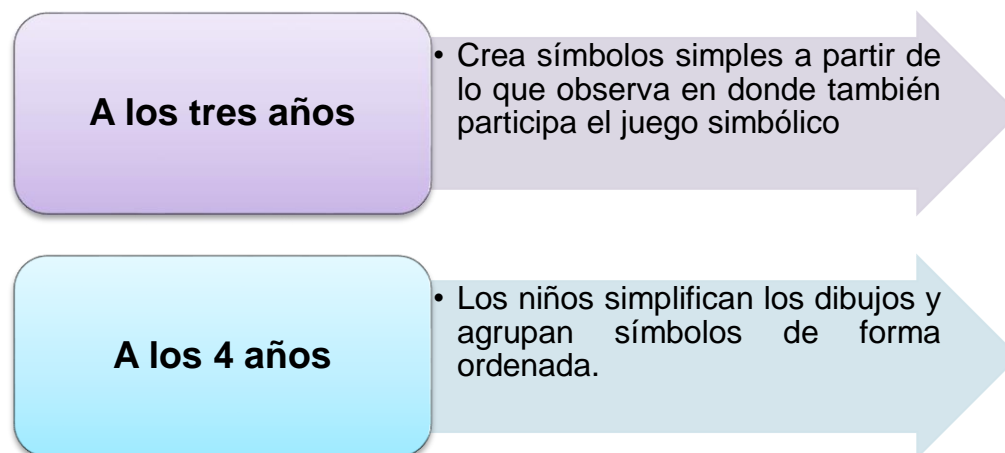 A los tres años
• Crea símbolos simples a partir de
lo que observa en donde también
participa el juego simbólico
A los 4 años
• Los niños simplifican los dibujos y
agrupan símbolos de forma
ordenada.